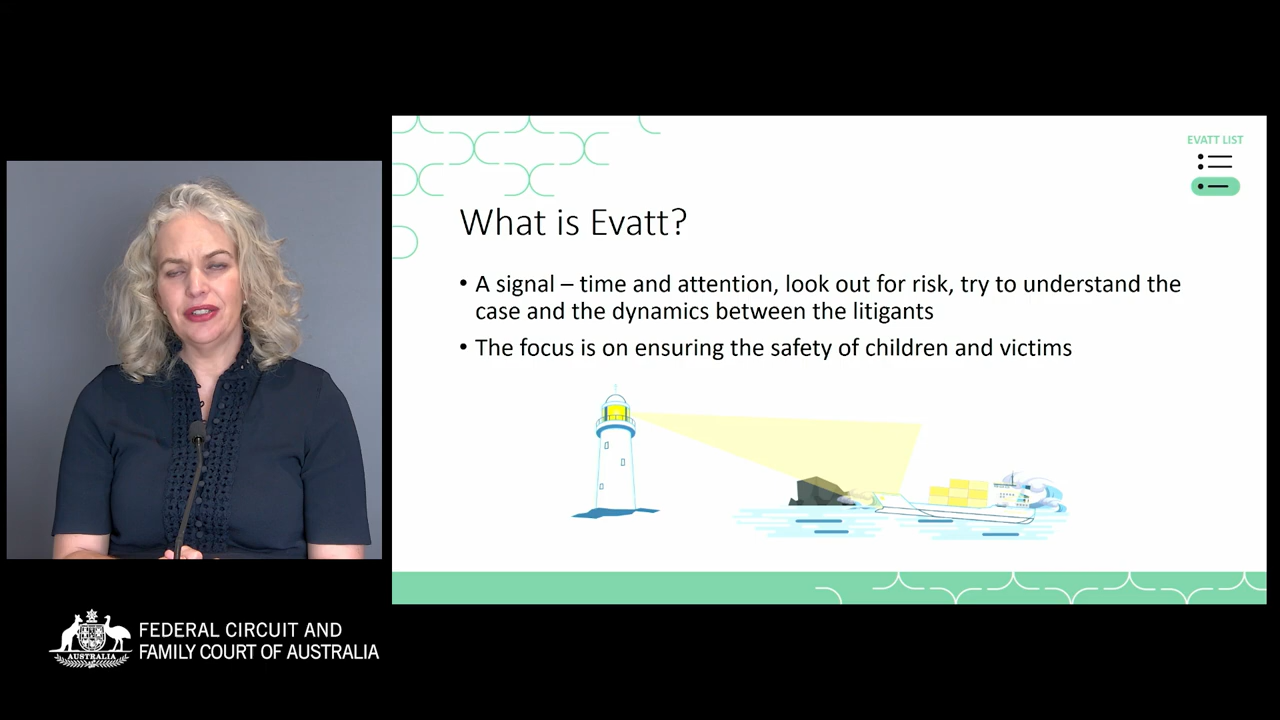 EVATT LIST
What is Evatt?
• A signal – time and attention, look out for risk, try to understand the
case and the dynamics between the litigants
• The focus is on ensuring the safety of children and victims
AUSTRALIA
FEDERAL CIRCUIT AND
FAMILY COURT OF AUSTRALIA